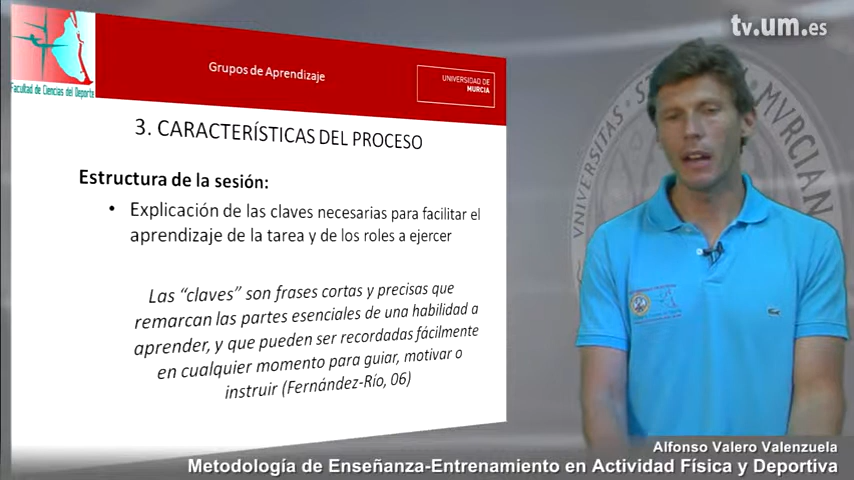 tv.um.es
Grupos de Aprendizaje
UNIVERSIDAD DE
MURCIA
Facultad de Ciencias del Deporte
3. CARACTERÍSTICAS DEL PROCESO
Estructura de la sesión:
• Explicación de las claves necesarias para facilitar el
aprendizaje de la tarea y de los roles a ejercer
Las “claves” son frases cortas y precisas que
remarcan las partes esenciales de una habilidad a
aprender, y que pueden ser recordadas fácilmente
en cualquier momento para guiar, motivar o
instruir (Fernández-Río, 06)
Alfonso Valero Valenzuela
Metodología de Enseñanza-Entrenamiento en Actividad Física y Deportiva